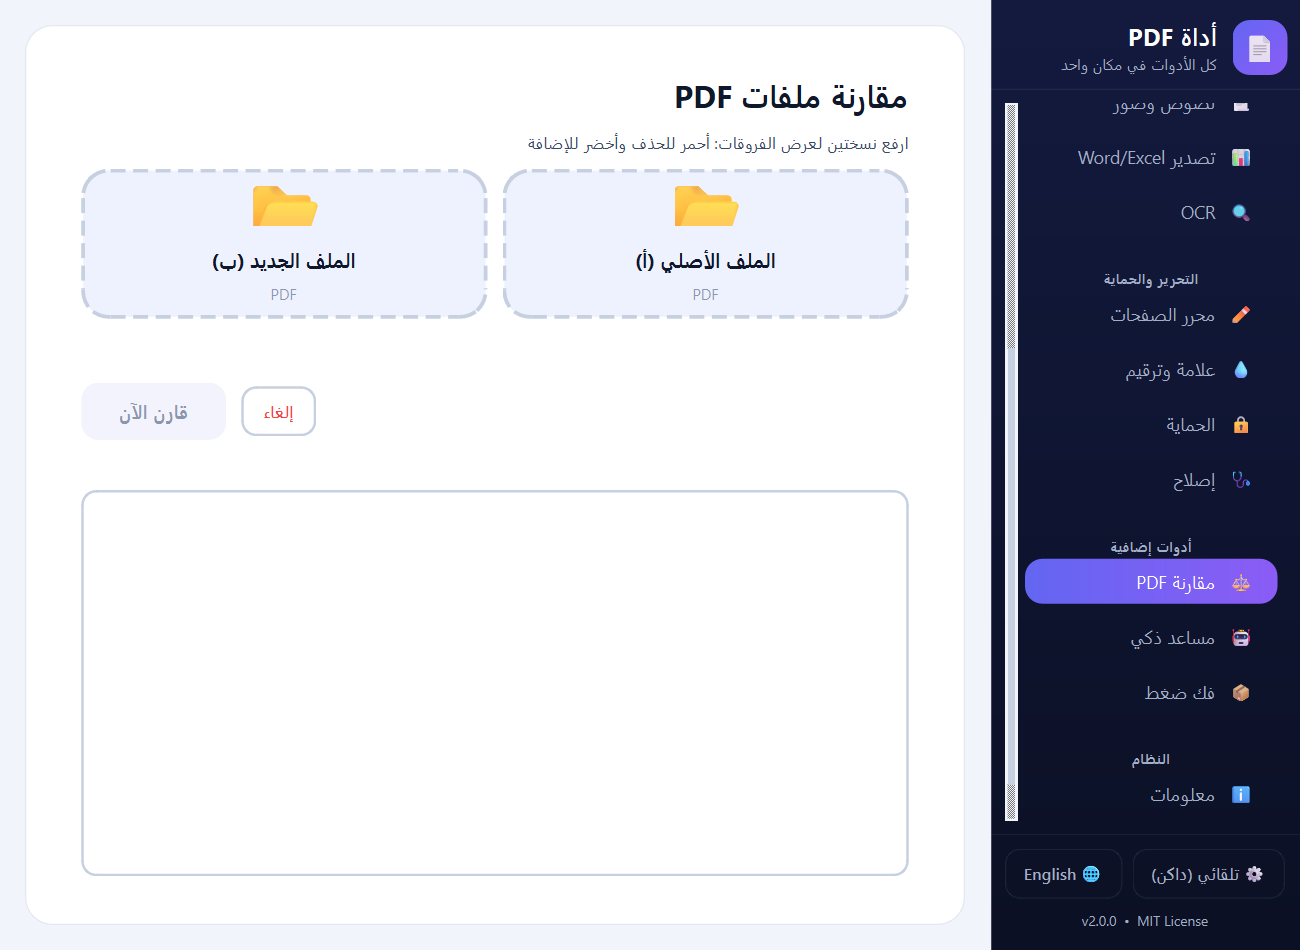 أداة PDF
كل الأدوات في مكان واحد
نصوص وصور
تصدير Word/Excel
OCR
التحرير والحماية
محرر الصفحات
علامة وترقيم
الحماية
إصلاح
أدوات إضافية
مقارنة PDF
مساعد ذكي
فك ضغط
النظام
معلومات
تلقائي (داكن)
English
v2.0.0 • MIT License
مقارنة ملفات PDF
ارفع نسختين لعرض الفروقات: أحمر للحذف وأخضر للإضافة
الملف الأصلي (أ)
PDF
الملف الجديد (ب)
PDF
إلغاء
قارن الآن